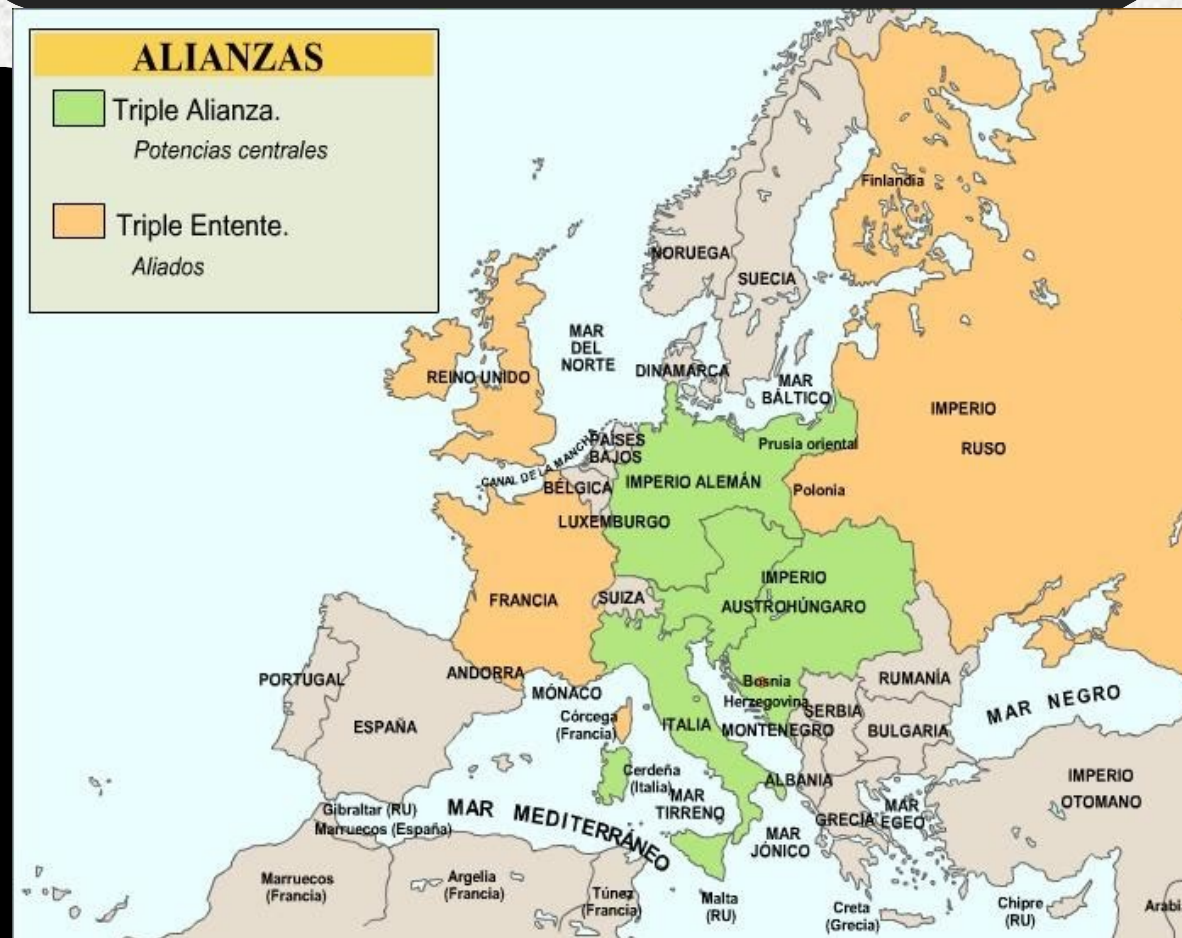 ALIANZAS
Triple Alianza.
Potencias centrales
Triple Entente.
Aliados
Finlandia
NORUEGA
SUECIA
MAR
DEL
NORTE
DINAMARCA
MAR
BÁLTICO
REINO UNIDO
IMPERIO
RUSO
Prusia oriental
PAÍSES
BAJOS
CANAL DE LA MANCHA
BÉLGICA
IMPERIO ALEMÁN
Polonia
LUXEMBURGO
IMPERIO
AUSTROHÚNGARO
FRANCIA
SUIZA
PORTUGAL
ANDORRA
MÓNACO
ESPAÑA
Córcega
(Francia)
ITALIA
Bosnia
Herzegovina
MONTENEGRO
SERBIA
RUMANÍA
BULGARIA
MAR NEGRO
Cerdeña
(Italia)
MAR
TIRRENO
ALBANIA
GRECIA
MAR
EGEO
IMPERIO
OTOMANO
Gibraltar (RU)
Marruecos (España)
MAR MEDITERRÁNEO
MAR
JÓNICO
Marruecos
(Francia)
Argelia
(Francia)
Túnez
(Francia)
Malta
(RU)
Creta
(Grecia)
Chipre
(RU)
Arabi